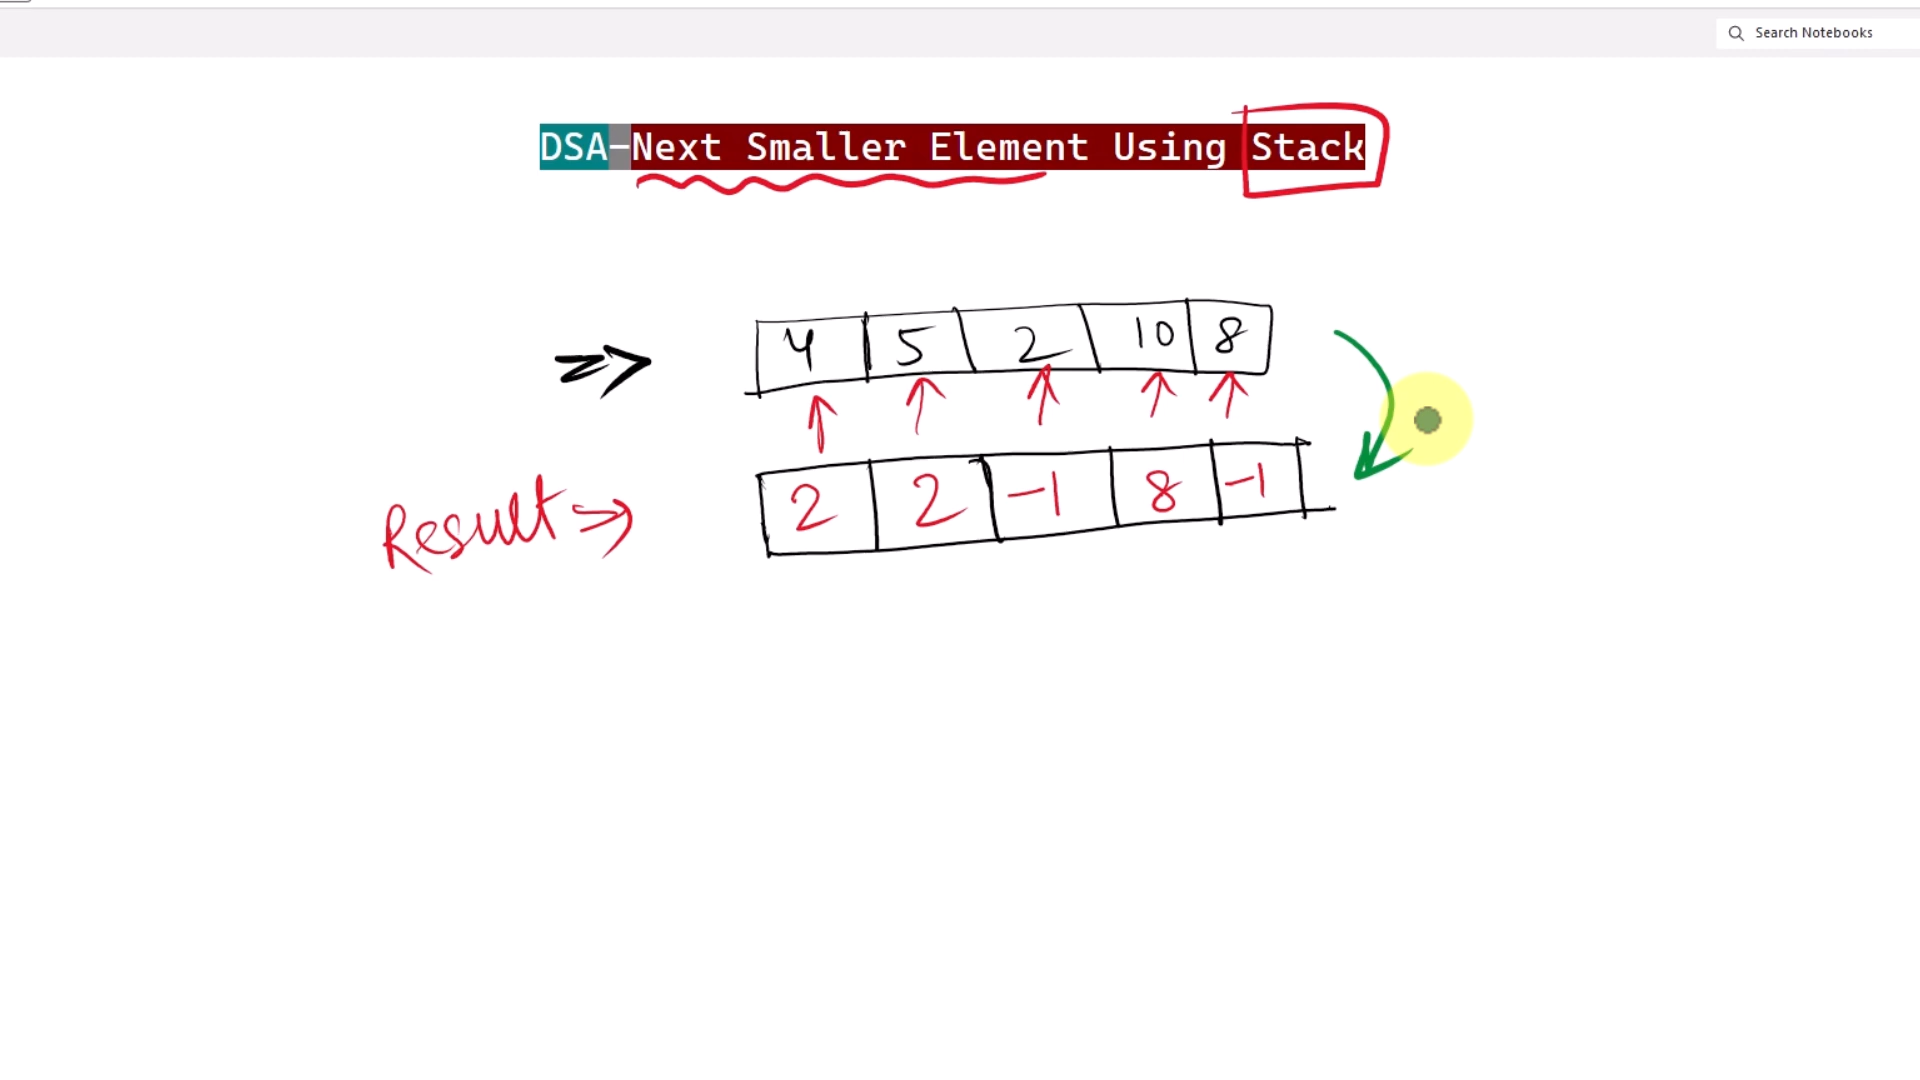 Search Notebooks
DSA-Next Smaller Element Using Stack
4 5 2 10 8
Result 2 2 -1 8 -1